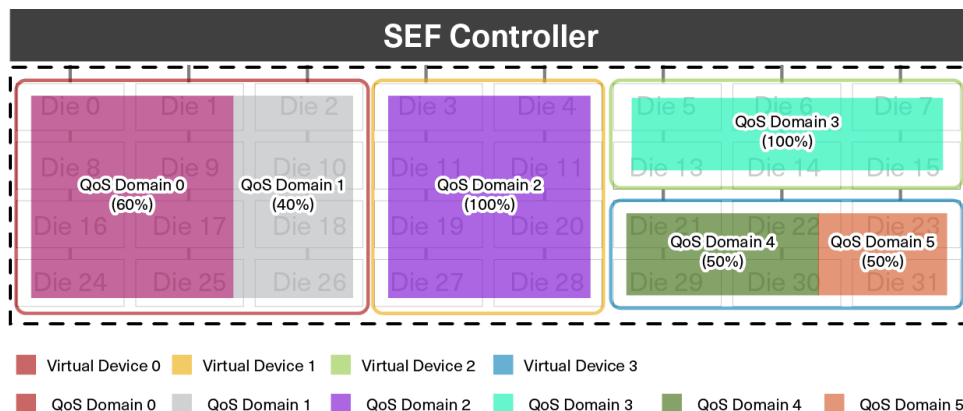 SEF Controller
Die 0 Die 1 Die 2 Die 3 Die 4 Die 5 Die 6 Die 7
QoS Domain 3
(100%)
Die 8 Die 9 Die 10 Die 11 Die 11 Die 13 Die 14 Die 15
QoS Domain 0 QoS Domain 1 QoS Domain 2
(60%) (40%) (100%)
Die 16 Die 17 Die 18 Die 19 Die 20 Die 21 Die 22 Die 23
QoS Domain 4 QoS Domain 5
(50%) (50%)
Die 24 Die 25 Die 26 Die 27 Die 28 Die 29 Die 30 Die 31
Virtual Device 0 Virtual Device 1 Virtual Device 2 Virtual Device 3
QoS Domain 0 QoS Domain 1 QoS Domain 2 QoS Domain 3 QoS Domain 4 QoS Domain 5